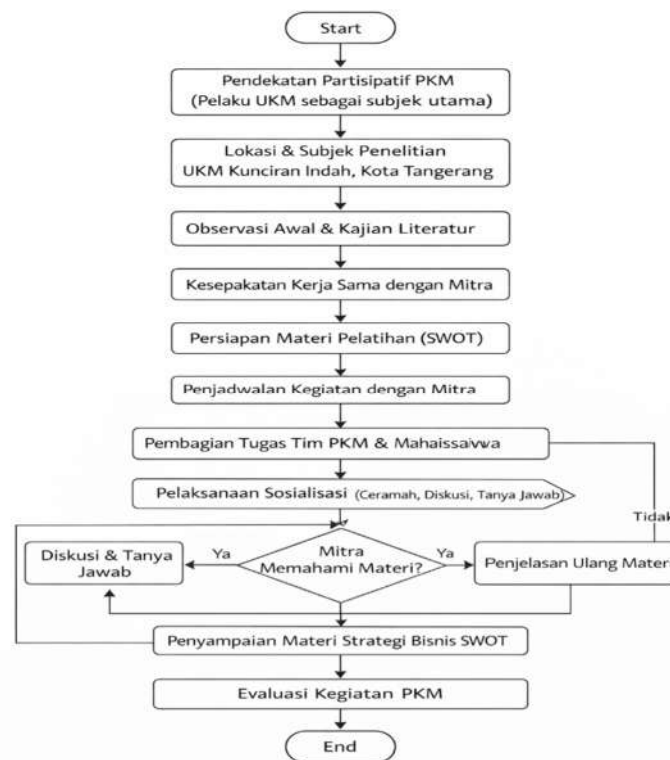 Start
Pendekatan Partisipatif PKM
(Pelaku UKM sebagai subjek utama)
Lokasi & Subjek Penelitian
UKM Kunciran Indah, Kota Tangerang
Observasi Awal & Kajian Literatur
Kesepakatan Kerja Sama dengan Mitra
Persiapan Materi Pelatihan (SWOT)
Penjadwalan Kegiatan dengan Mitra
Pembagian Tugas Tim PKM & Mahaissaivwa
Pelaksanaan Sosialisasi (Ceramah, Diskusi, Tanya Jawab)
Tidak
Diskusi & Tanya
Jawab
Ya
Mitra
Memahami Materi?
Ya
Penjelasan Ulang Mater
Penyampaian Materi Strategi Bisnis SWOT
Evaluasi Kegiatan PKM
End